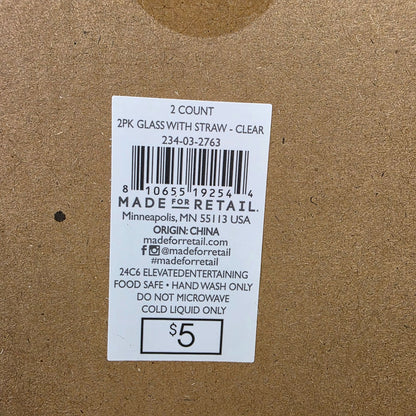 2 COUNT
2PK GLASS WITH STRAW - CLEAR
234-03-2763
8 10655 19254 4
MADE FOR RETAIL.
Minneapolis, MN 55113 USA
ORIGIN: CHINA
madeforretail.com
@madeforretail
#madeforretail
24C6 ELEVATEDENTERTAINING
FOOD SAFE • HAND WASH ONLY
DO NOT MICROWAVE
COLD LIQUID ONLY
$5